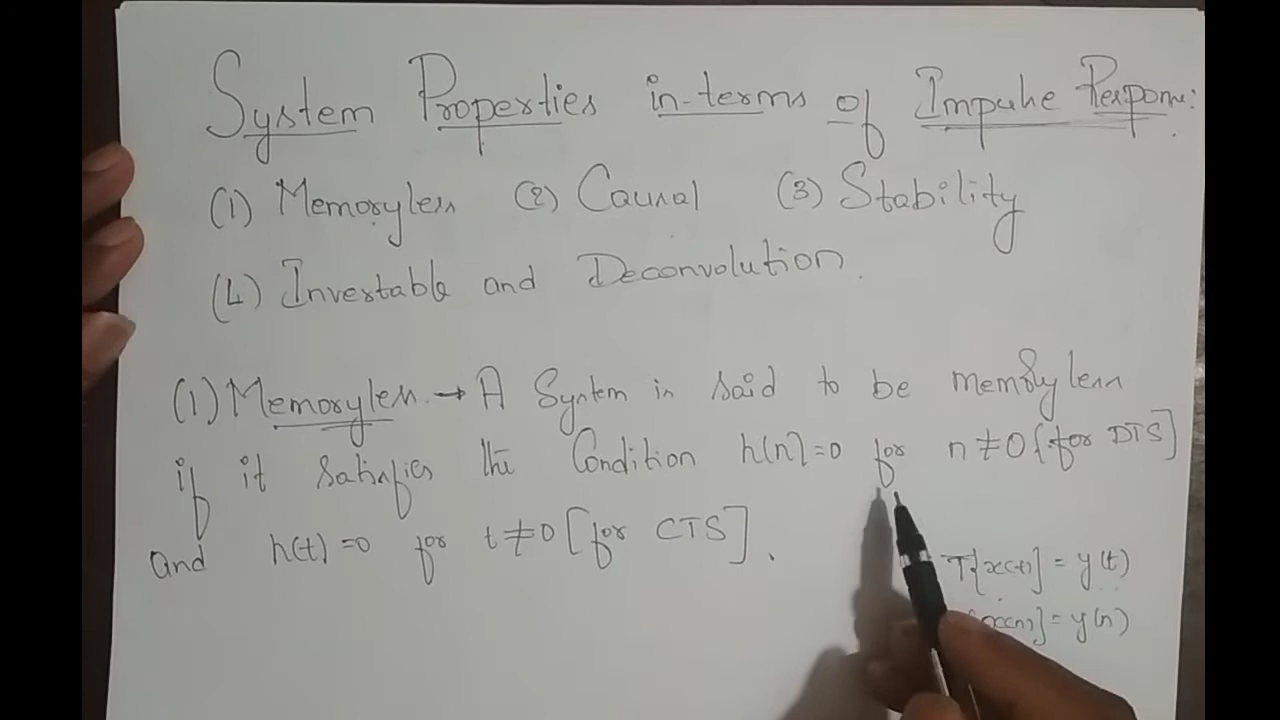 System Properties in-terms of Impulse Response:
(1) Memoryless (2) Causal (3) Stability
(4) Invertable and Deconvolution.
(1) Memoryless → A System is said to be memoryless
if it satisfies the Condition h(n)=0 for n≠0 [for DTS]
and h(t)=0 for t≠0 [for CTS].
T[x(t)] = y(t)
[x(n)] = y(n)